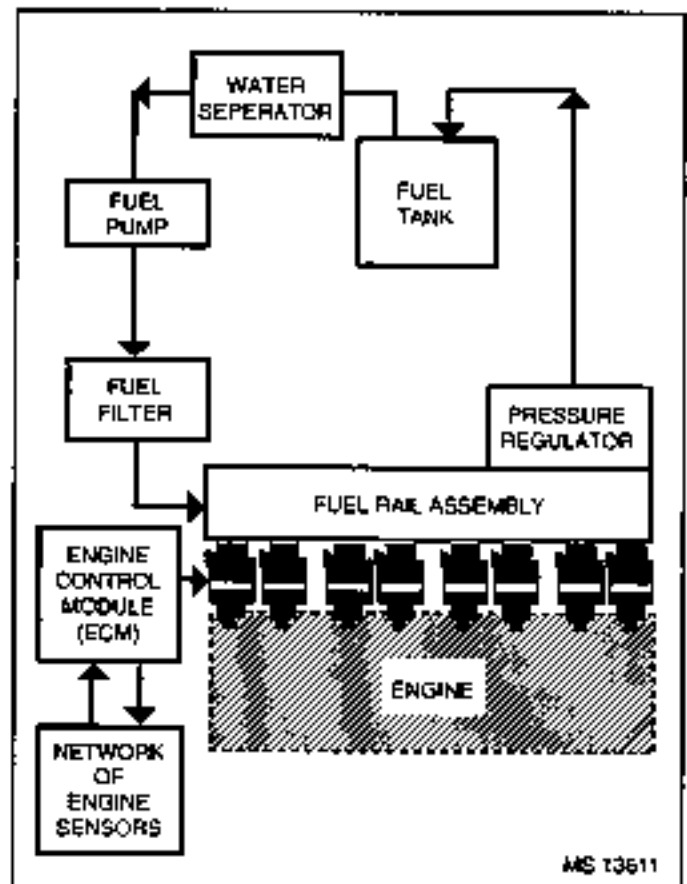 WATER
SEPERATOR
FUEL
TANK
FUEL
PUMP
FUEL
FILTER
PRESSURE
REGULATOR
FUEL RAIL ASSEMBLY
ENGINE
CONTROL
MODULE
(ECM)
ENGINE
NETWORK
OF
ENGINE
SENSORS
MS 13611